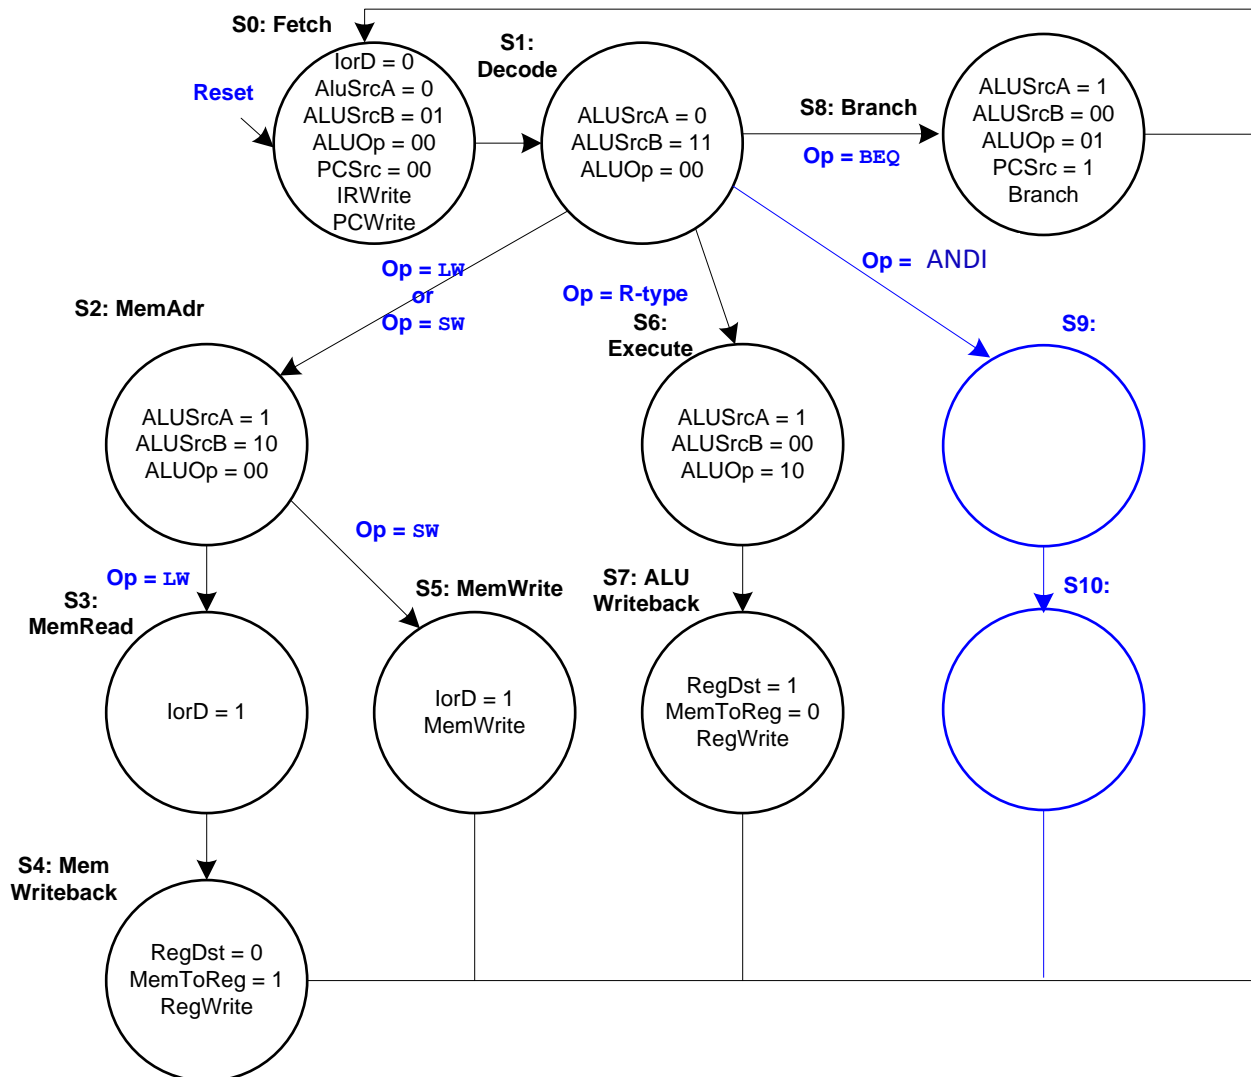 S0: Fetch
IorD = 0
AluSrcA = 0
ALUSrcB = 01
ALUOp = 00
PCSrc = 00
IRWrite
PCWrite
Reset
S1:
Decode
ALUSrcA = 0
ALUSrcB = 11
ALUOp = 00
S8: Branch
Op = BEQ
ALUSrcA = 1
ALUSrcB = 00
ALUOp = 01
PCSrc = 1
Branch
Op = LW
or
Op = SW
Op = R-type
Op = ANDI
S2: MemAdr
ALUSrcA = 1
ALUSrcB = 10
ALUOp = 00
S6:
Execute
ALUSrcA = 1
ALUSrcB = 00
ALUOp = 10
S9:
Op = SW
Op = LW
S3:
MemRead
IorD = 1
S5: MemWrite
IorD = 1
MemWrite
S7: ALU
Writeback
RegDst = 1
MemToReg = 0
RegWrite
S10:
S4: Mem
Writeback
RegDst = 0
MemToReg = 1
RegWrite